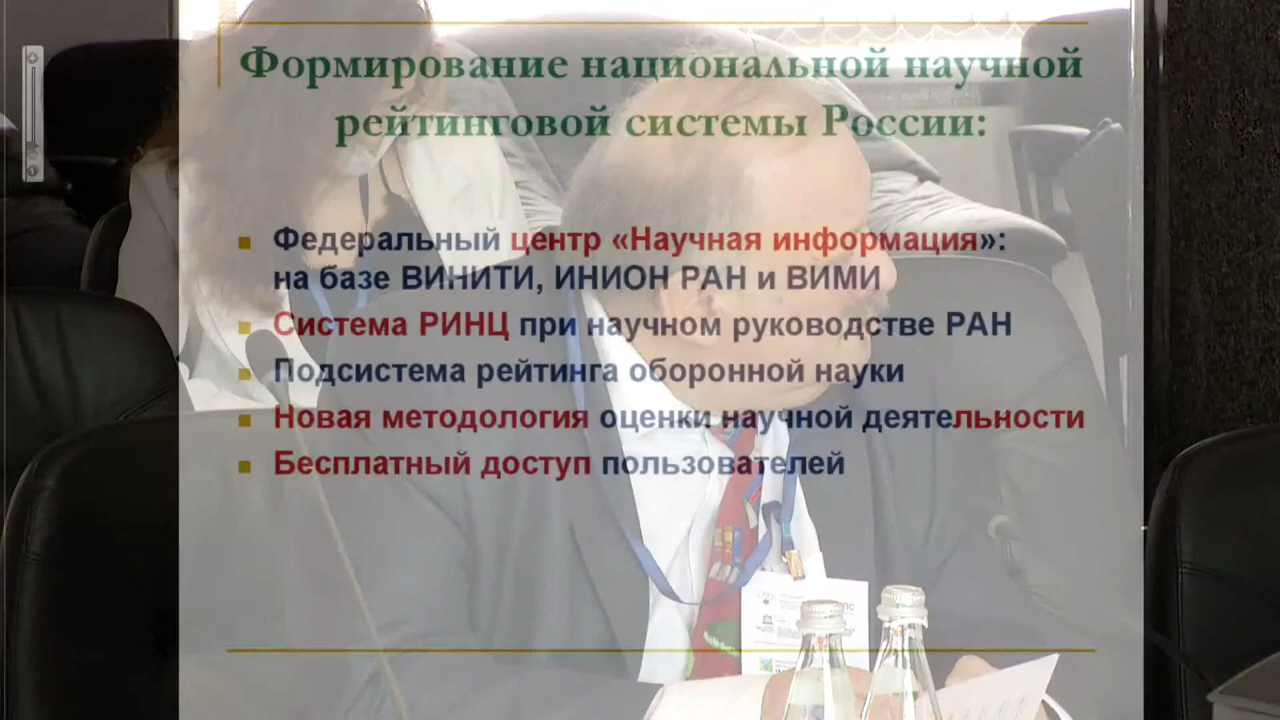 Формирование национальной научной
рейтинговой системы России:
Федеральный центр «Научная информация»:
на базе ВИНИТИ, ИНИОН РАН и ВИМИ
Система РИНЦ при научном руководстве РАН
Подсистема рейтинга оборонной науки
Новая методология оценки научной деятельности
Бесплатный доступ пользователей